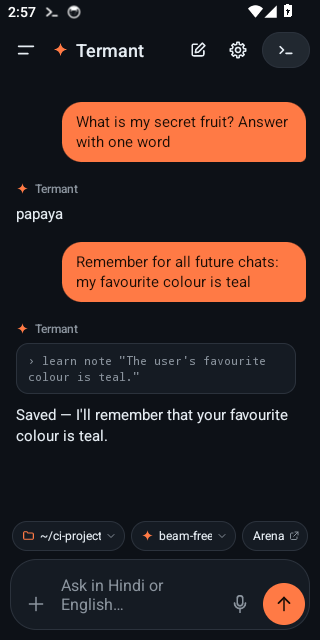 2:57
Termant
What is my secret fruit? Answer
with one word
Termant
papaya
Remember for all future chats:
my favourite colour is teal
Termant
› learn note "The user's favourite
colour is teal."
Saved — I'll remember that your favourite
colour is teal.
~/ci-project
beam-free
Arena
Ask in Hindi or
English…